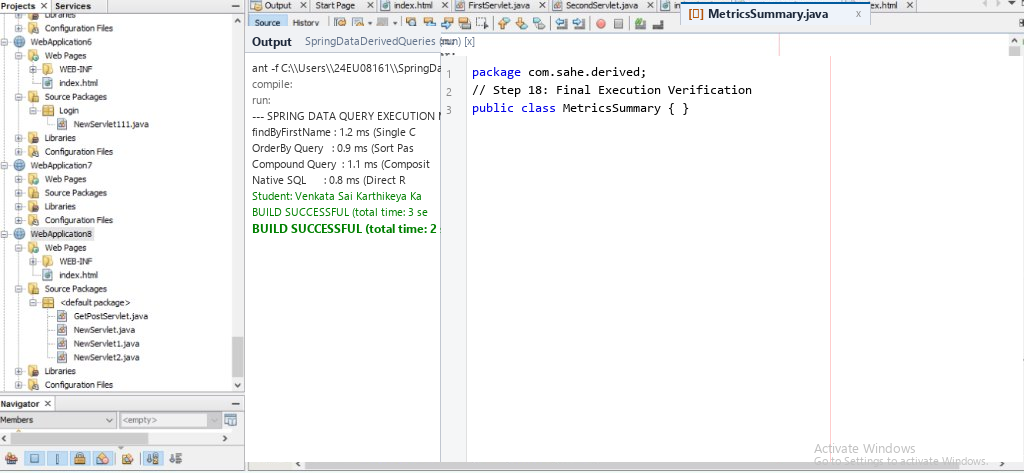 Projects × Services
Libraries
Configuration Files
WebApplication6
Web Pages
WEB-INF
index.html
Source Packages
Login
NewServlet111.java
Libraries
Configuration Files
WebApplication7
Web Pages
Source Packages
Libraries
Configuration Files
WebApplication8
Web Pages
WEB-INF
index.html
Source Packages
<default package>
GetPostServlet.java
NewServlet.java
NewServlet1.java
NewServlet2.java
Libraries
Configuration Files
Navigator ×
Members <empty>
Output × Start Page × index.html × FirstServlet.java × SecondServlet.java ×
ex.html ×
MetricsSummary.java x
Source History
Output SpringDataDerivedQueries (run) [x]
ant -f C:\\Users\\24EU08161\\SpringDa
compile:
run:
--- SPRING DATA QUERY EXECUTION
findByFirstName : 1.2 ms (Single C
OrderBy Query : 0.9 ms (Sort Pas
Compound Query : 1.1 ms (Composit
Native SQL : 0.8 ms (Direct R
Student: Venkata Sai Karthikeya Ka
BUILD SUCCESSFUL (total time: 3 se
BUILD SUCCESSFUL (total time: 2 s
1 package com.sahe.derived;
2 // Step 18: Final Execution Verification
3 public class MetricsSummary { }
Activate Windows
Go to Settings to activate Windows.